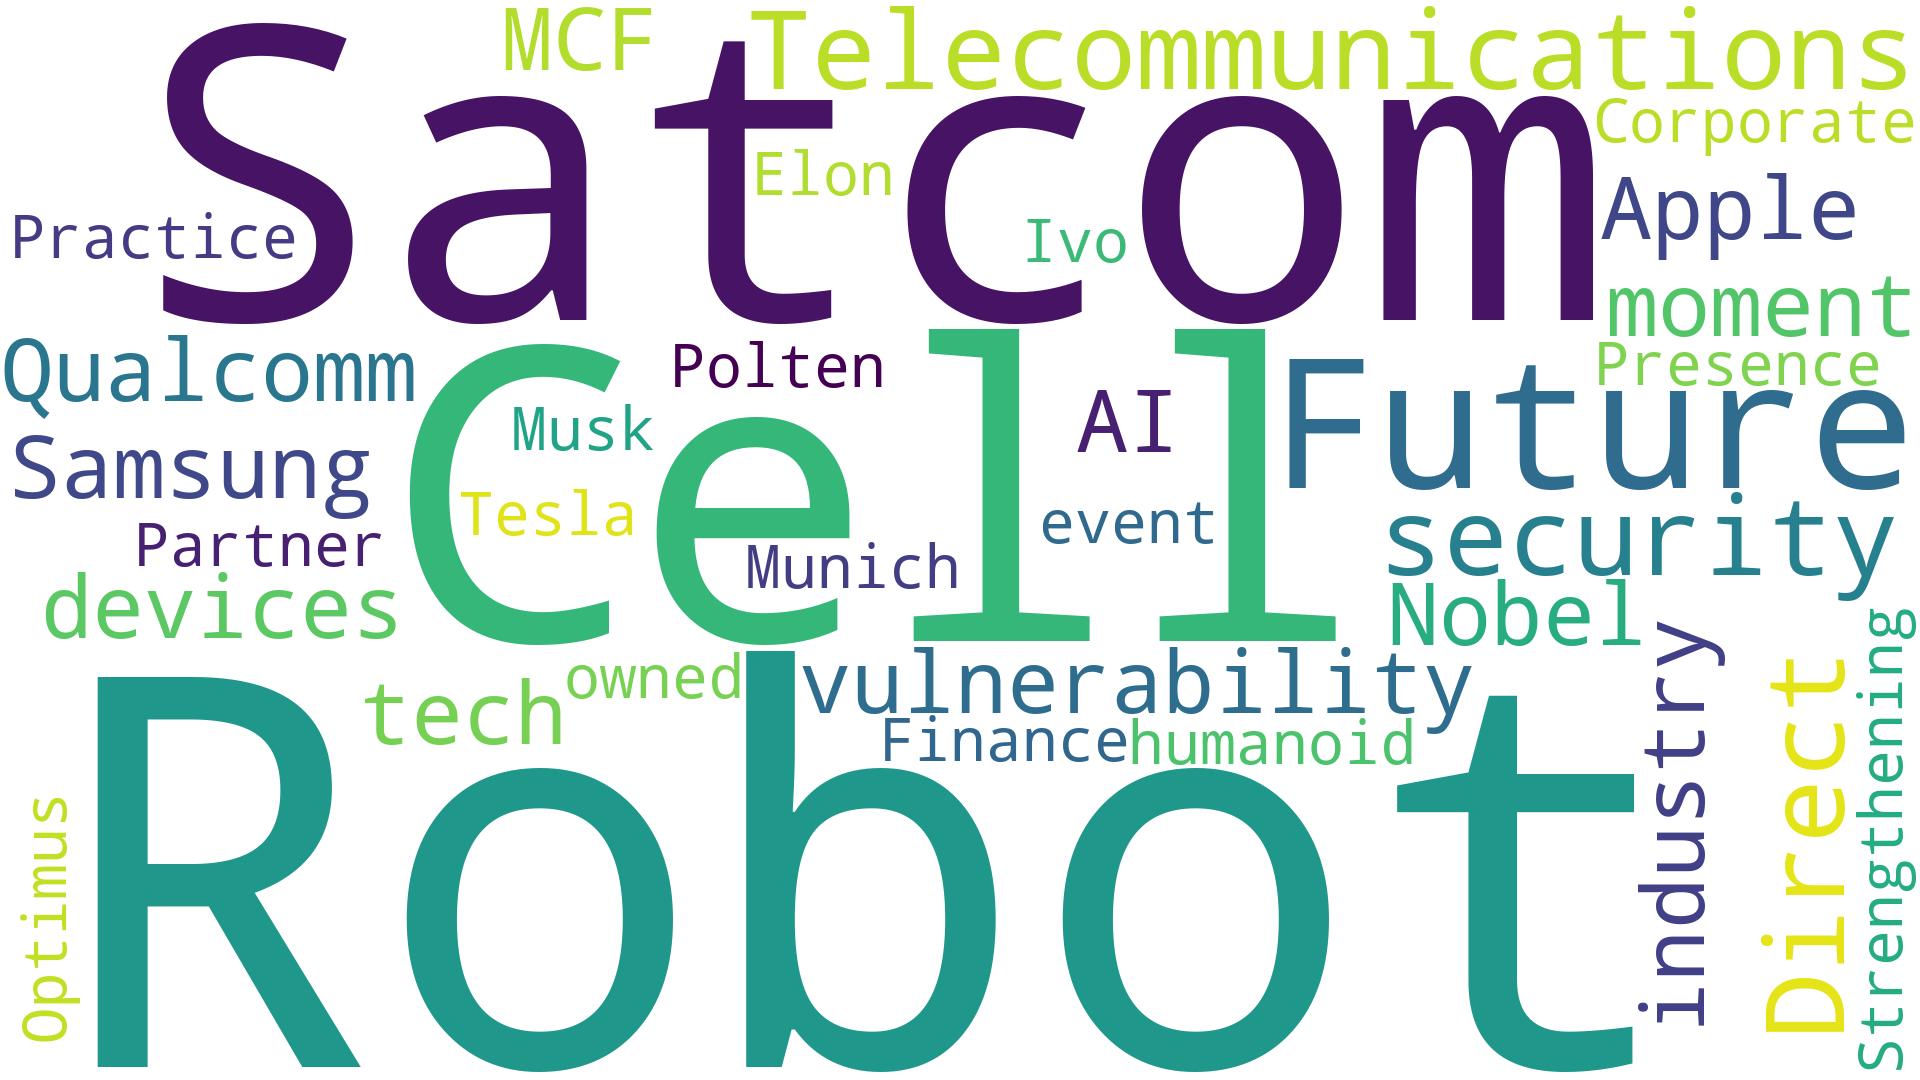 MCF
Telecommunications
Satcom
Corporate
Elon
Apple
Practice
Ivo
moment
Qualcomm
Polten
Presence
Cell
Future
Musk
AI
Samsung
Tesla
event
security
Partner
Munich
devices
Nobel
owned
vulnerability
tech
Finance
humanoid
Robot
Optimus
industry
Direct
Strengthening